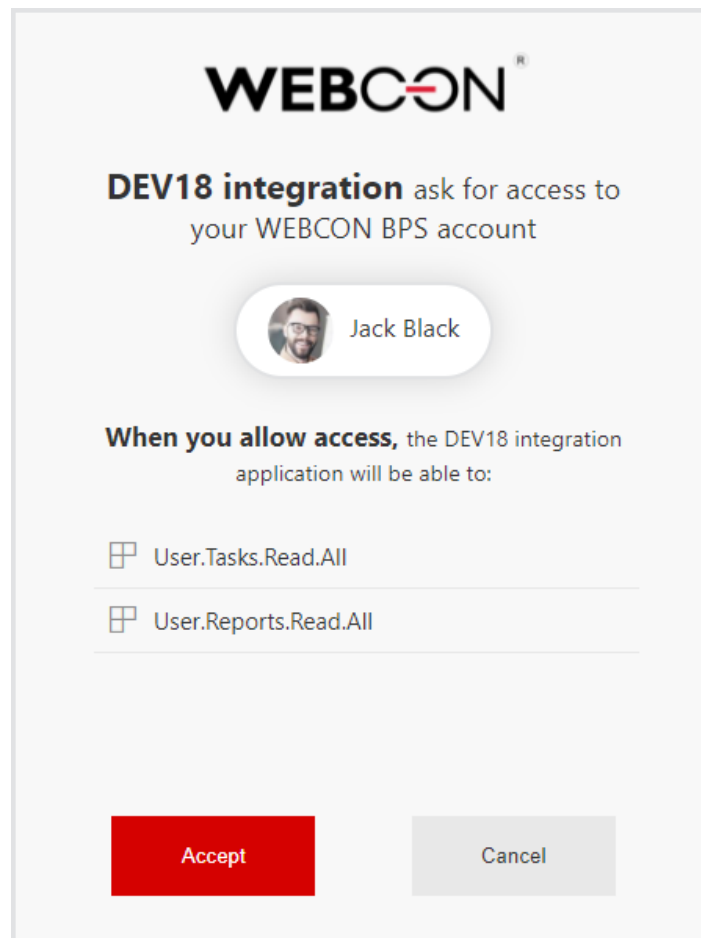 WEBCON®
DEV18 integration ask for access to
your WEBCON BPS account
Jack Black
When you allow access, the DEV18 integration
application will be able to:
User.Tasks.Read.All
User.Reports.Read.All
Accept
Cancel